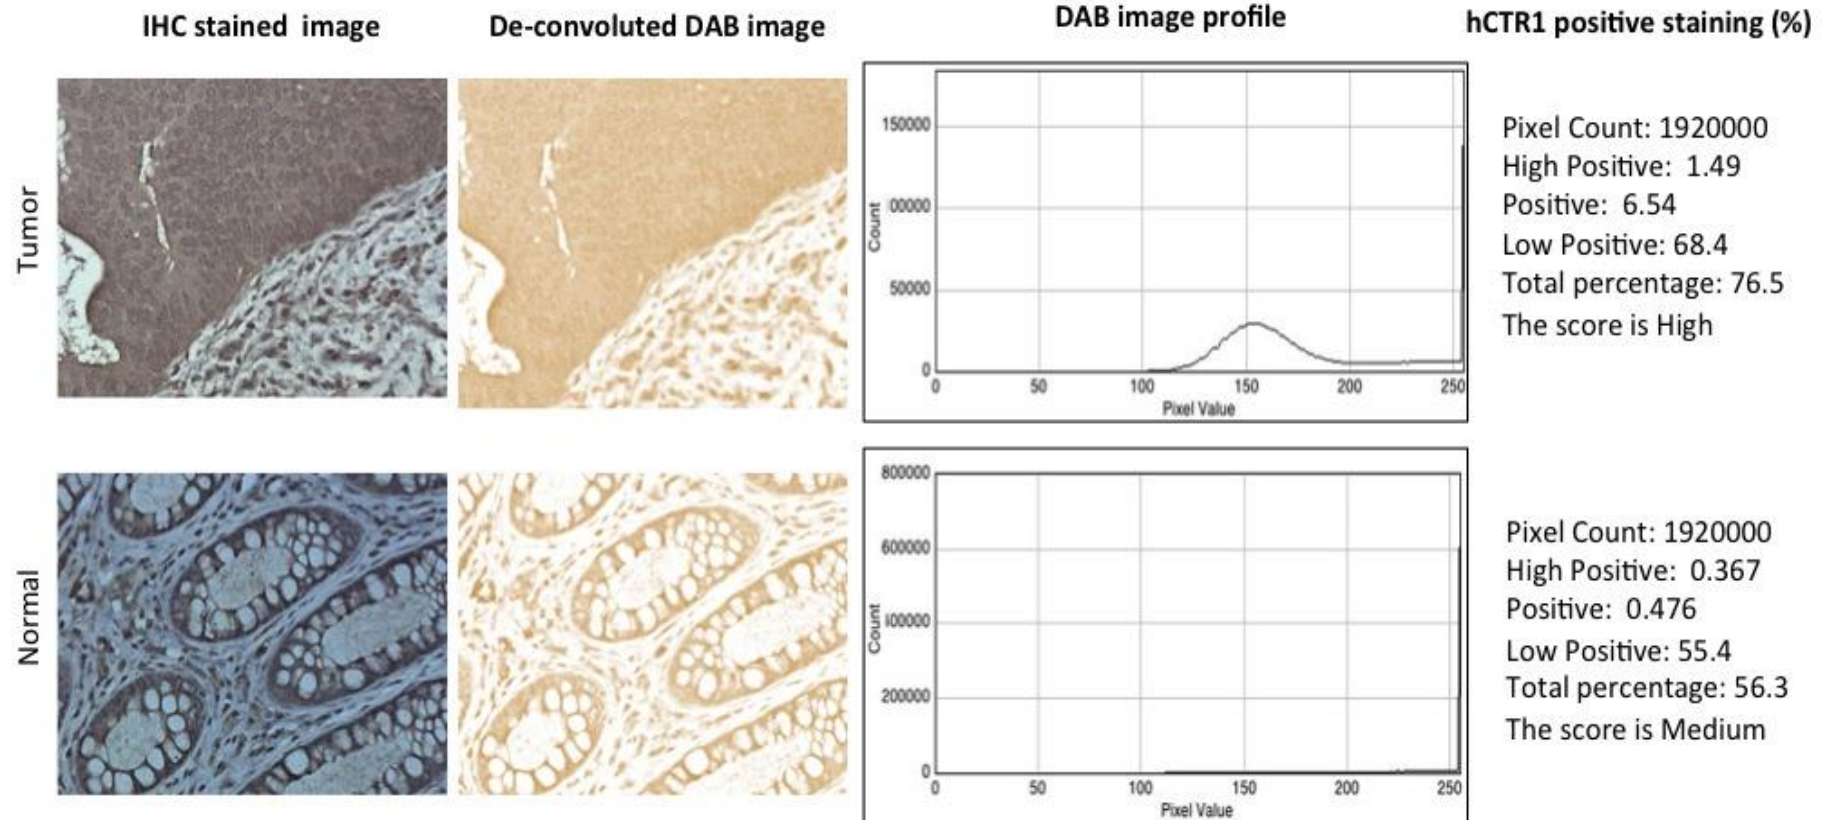 IHC stained image
De-convoluted DAB image
DAB image profile
hCTR1 positive staining (%)
Tumor
Count
150000
00000
50000
0
0 50 100 150 200 250
Pixel Value
Pixel Count: 1920000
High Positive: 1.49
Positive: 6.54
Low Positive: 68.4
Total percentage: 76.5
The score is High
Normal
Count
800000
600000
400000
200000
0
0 50 100 150 200 250
Pixel Value
Pixel Count: 1920000
High Positive: 0.367
Positive: 0.476
Low Positive: 55.4
Total percentage: 56.3
The score is Medium